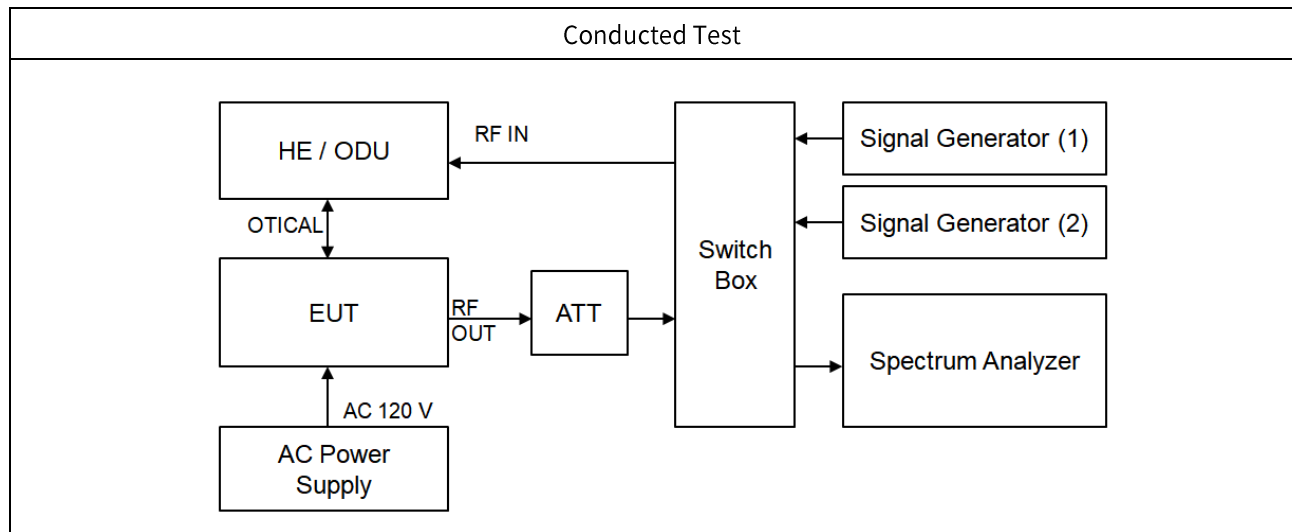 Conducted Test
HE / ODU
RF IN
Signal Generator (1)
Signal Generator (2)
OTICAL
Switch
Box
EUT
RF
OUT
ATT
Spectrum Analyzer
AC 120 V
AC Power
Supply